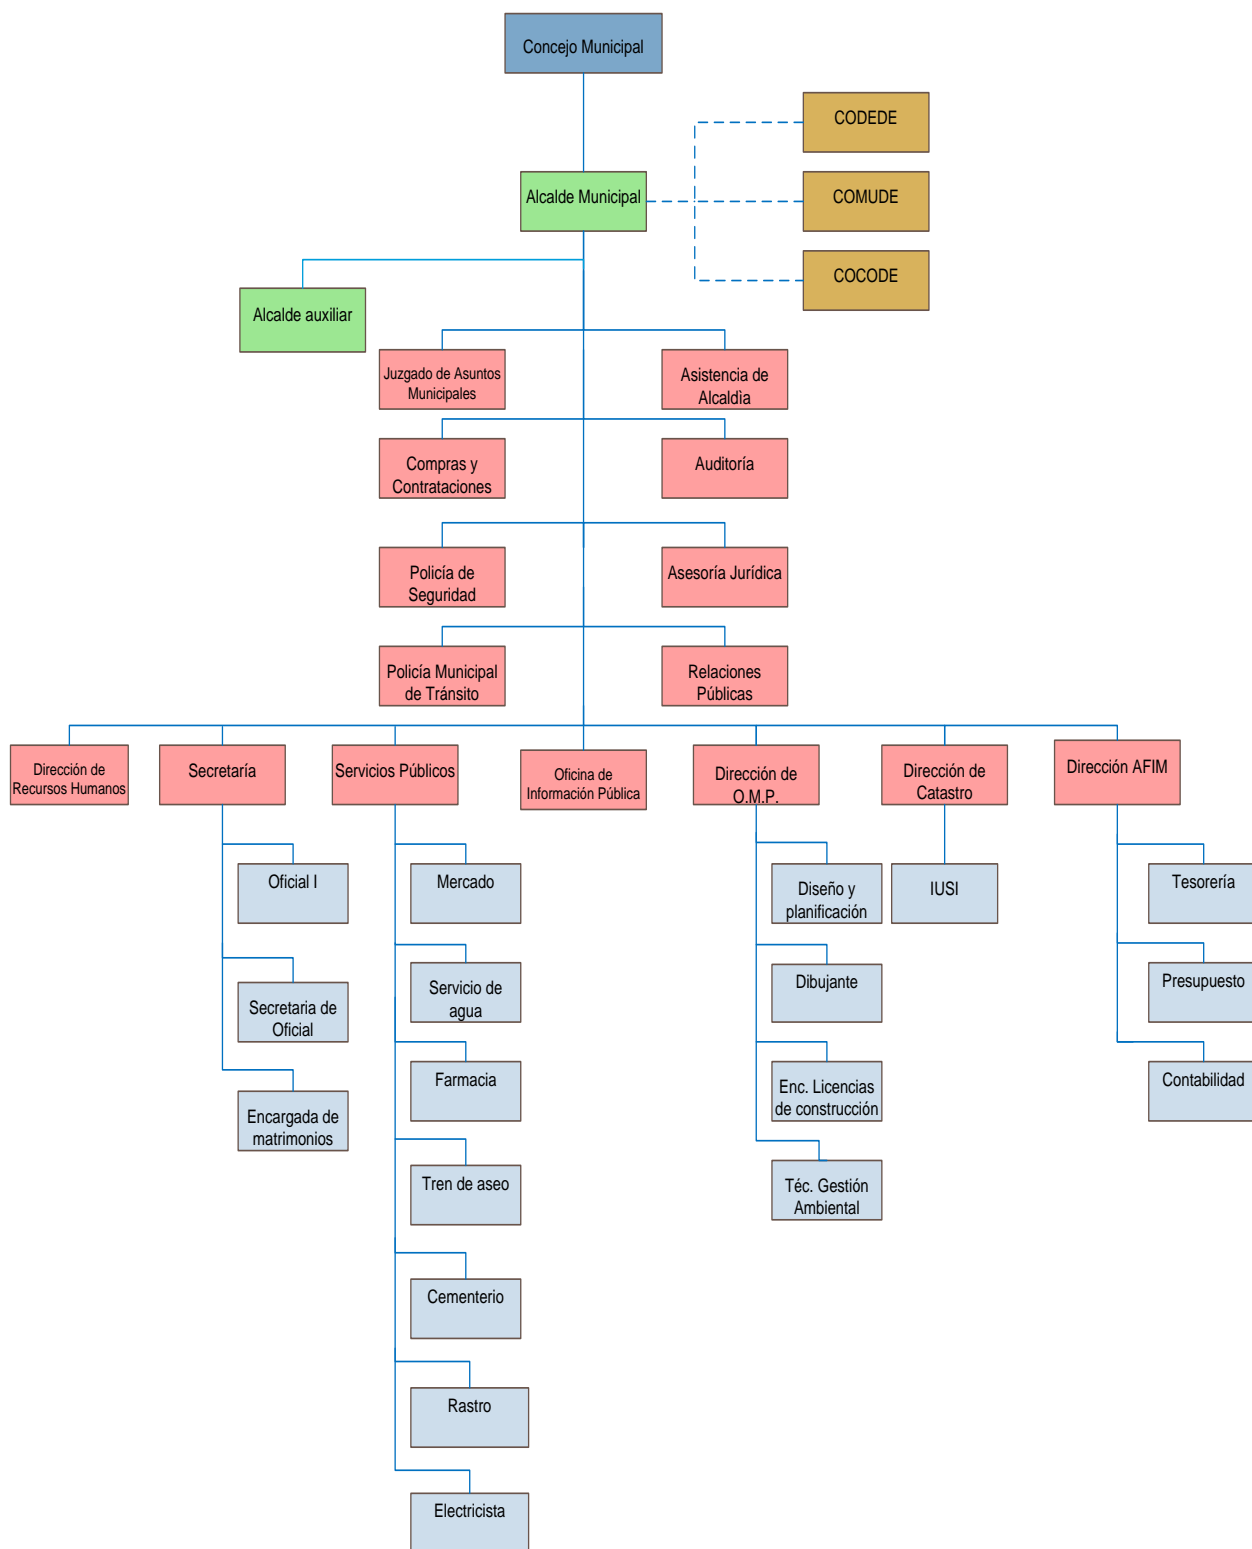 Concejo Municipal
CODEDE
Alcalde Municipal
COMUDE
COCODE
Alcalde auxiliar
Juzgado de Asuntos
Municipales
Asistencia de
Alcaldìa
Compras y
Contrataciones
Auditoría
Policía de
Seguridad
Asesoría Jurídica
Policía Municipal
de Tránsito
Relaciones
Públicas
Dirección de
Recursos Humanos
Secretaría
Servicios Públicos
Oficina de
Información Pública
Dirección de
O.M.P.
Dirección de
Catastro
Dirección AFIM
Oficial I
Mercado
Diseño y
planificación
IUSI
Tesorería
Secretaria de
Oficial
Servicio de
agua
Dibujante
Presupuesto
Encargada de
matrimonios
Farmacia
Enc. Licencias
de construcción
Contabilidad
Tren de aseo
Téc. Gestión
Ambiental
Cementerio
Rastro
Electricista